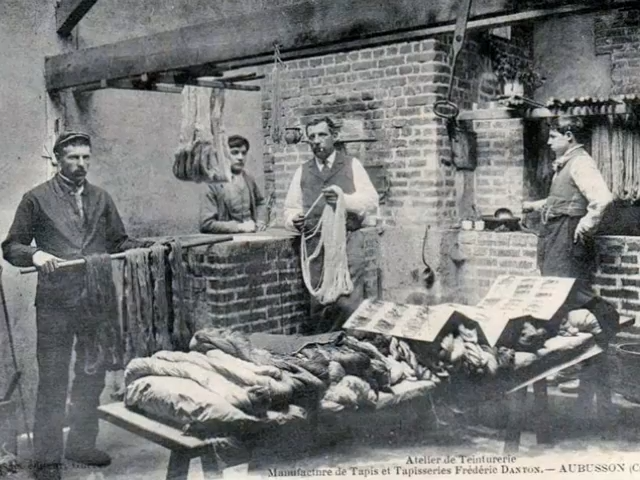 Atelier de Teinturerie
Manufacture de Tapis et Tapisseries Frédéric DANTON. — AUBUSSON (C